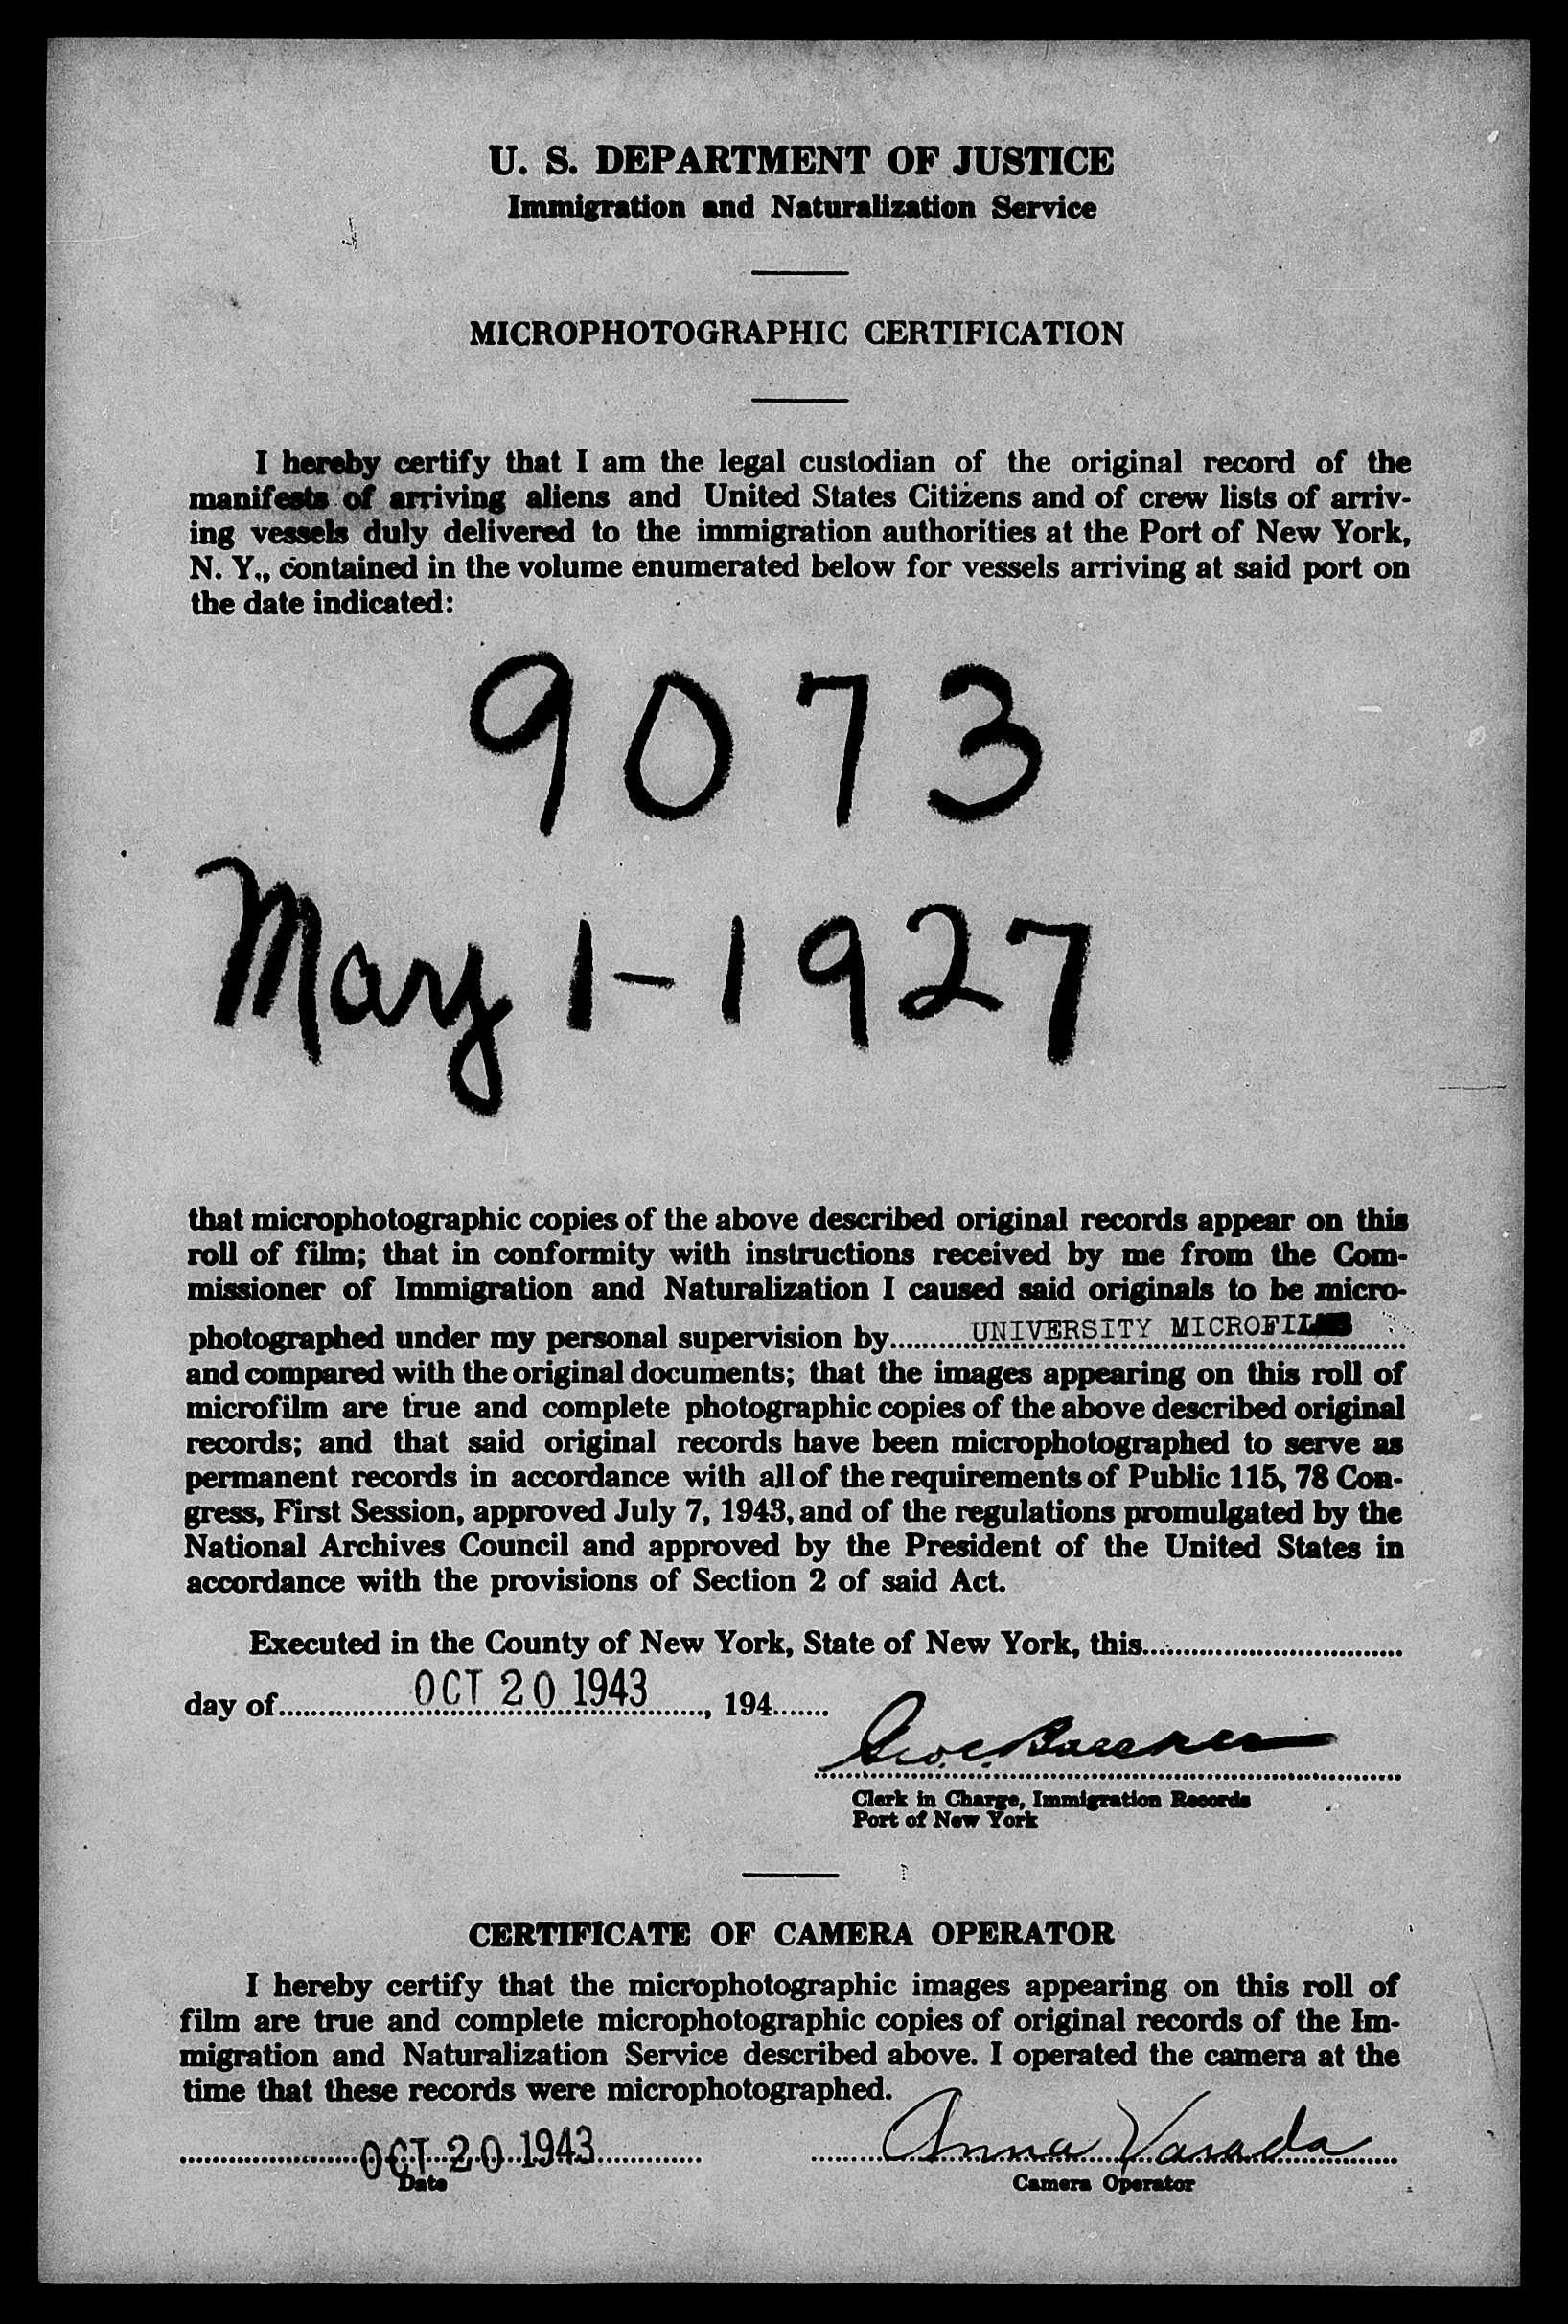 U. S. DEPARTMENT OF JUSTICE
Immigration and Naturalization Service
MICROPHOTOGRAPHIC CERTIFICATION
I hereby certify that I am the legal custodian of the original record of the
manifests of arriving aliens and United States Citizens and of crew lists of arriv-
ing vessels duly delivered to the immigration authorities at the Port of New York,
N. Y., contained in the volume enumerated below for vessels arriving at said port on
the date indicated:
9073
May 1-1927
that microphotographic copies of the above described original records appear on this
roll of film; that in conformity with instructions received by me from the Com-
missioner of Immigration and Naturalization I caused said originals to be micro-
photographed under my personal supervision by UNIVERSITY
and compared with the original documents; that the images appearing on this roll of
microfilm are true and complete photographic copies of the above described original
records; and that said original records have been microphotographed to serve as
permanent records in accordance with all of the requirements of Public 115, 78 Con-
gress, First Session, approved July 7, 1943, and of the regulations promulgated by the
National Archives Council and approved by the President of the United States in
accordance with the provisions of Section 2 of said Act.
Executed in the County of New York, State of New York, this
day of OCT 20 1943, 194
Clerk in Charge, Immigration Records
Port of New York
CERTIFICATE OF CAMERA OPERATOR
I hereby certify that the microphotographic images appearing on this roll of
film are true and complete microphotographic copies of original records of the Im-
migration and Naturalization Service described above. I operated the camera at the
time that these records were microphotographed.
OCT 20 1943 Anna Varada
Date Camera Operator